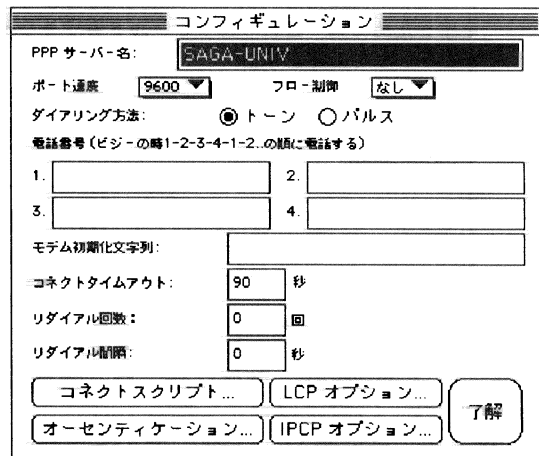 コンフィギュレーション
PPP サーバー名: SAGA-UNIV
ポート速度 9600 フロー制御 なし
ダイアリング方法: トーン パルス
電話番号(ビジーの時1-2-3-4-1-2..の順に電話する)
1. 2.
3. 4.
モデム初期化文字列:
コネクトタイムアウト: 90 秒
リダイアル回数: 0 回
リダイアル間隔: 0 秒
コネクトスクリプト... LCP オプション...
オーセンティケーション... IPCP オプション... 了解